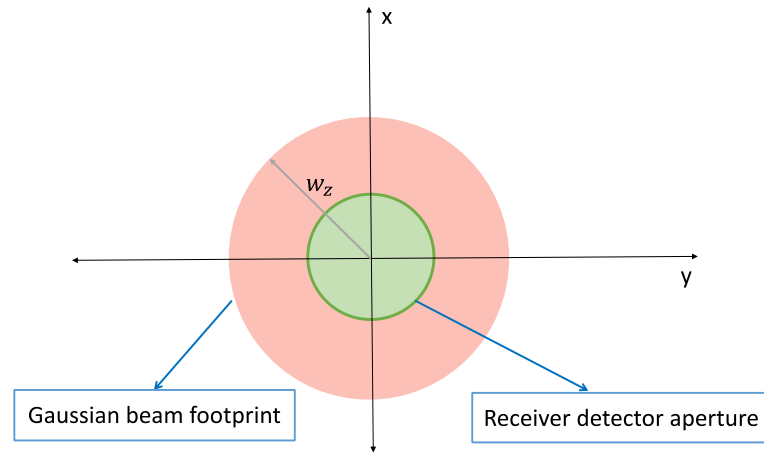 x
w_z
y
Gaussian beam footprint
Receiver detector aperture